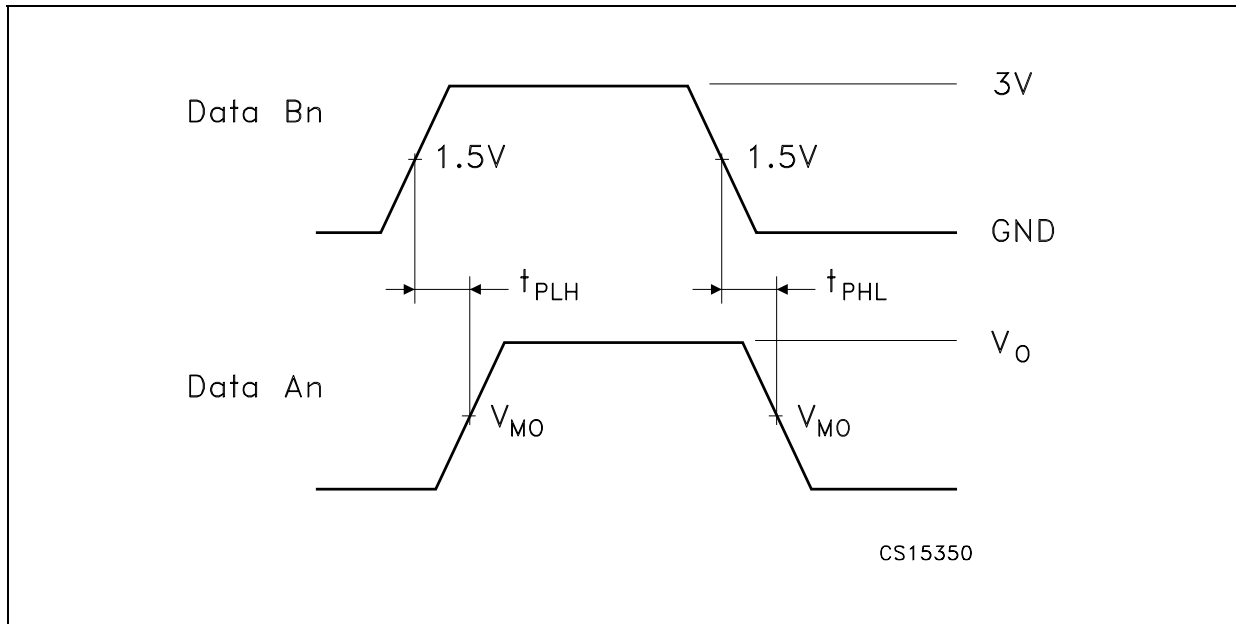 3V
Data Bn
1.5V 1.5V
GND
tPLH tPHL
VO
Data An
VMO VMO
CS15350